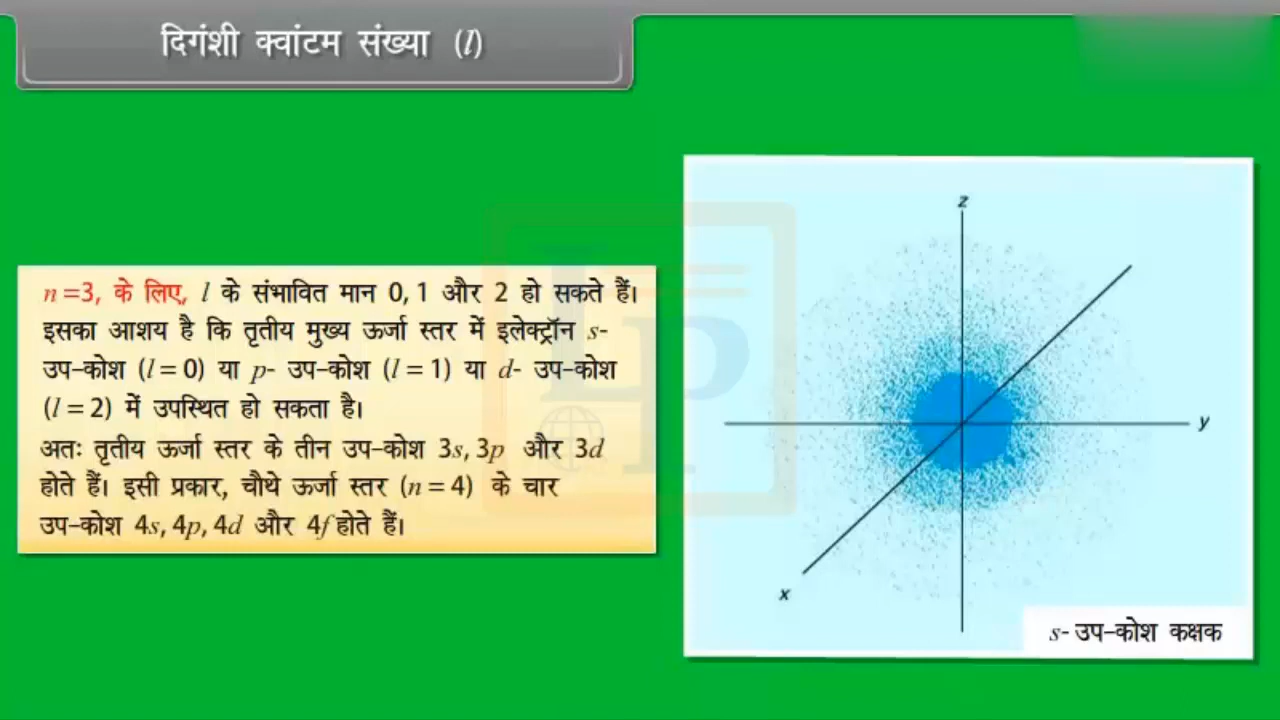 दिगंशी क्वांटम संख्या (l)
n =3, के लिए, l के संभावित मान 0, 1 और 2 हो सकते हैं।
इसका आशय है कि तृतीय मुख्य ऊर्जा स्तर में इलेक्ट्रॉन s-
उप-कोश (l = 0) या p- उप-कोश (l = 1) या d- उप-कोश
(l = 2) में उपस्थित हो सकता है।
अतः तृतीय ऊर्जा स्तर के तीन उप-कोश 3s, 3p और 3d
होते हैं। इसी प्रकार, चौथे ऊर्जा स्तर (n = 4) के चार
उप-कोश 4s, 4p, 4d और 4f होते हैं।
z
y
x
s- उप-कोश कक्षक
LP